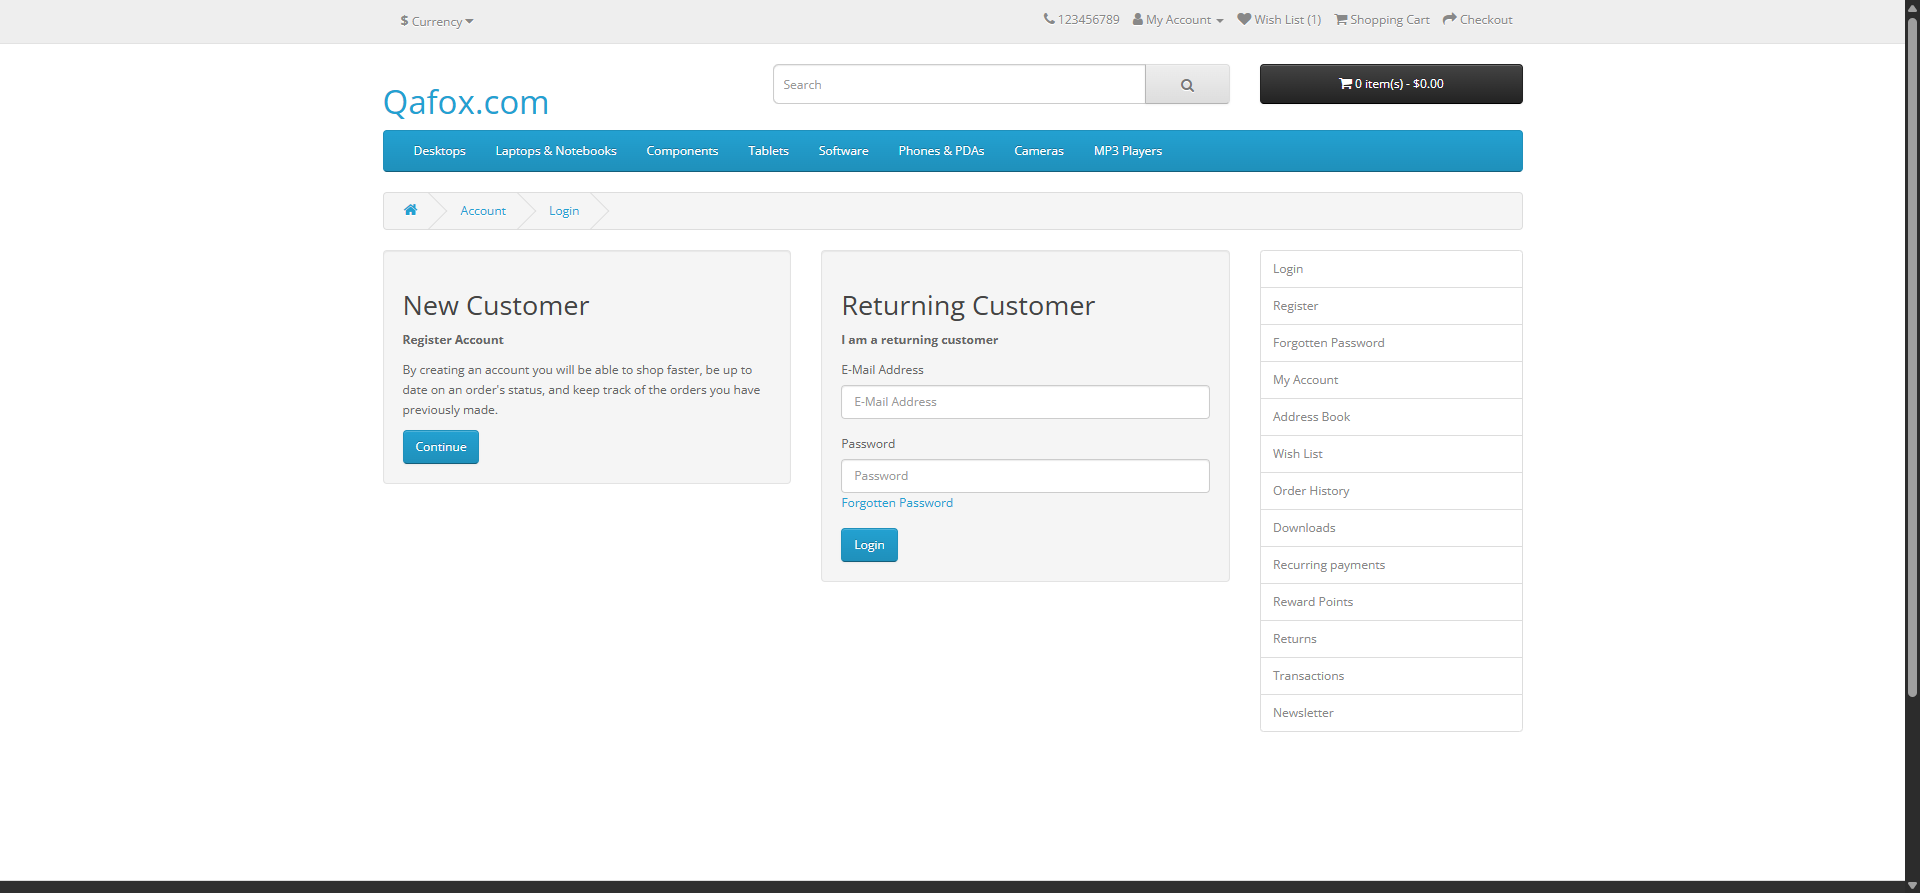 $ Currency
123456789 My Account Wish List (1) Shopping Cart Checkout
Qafox.com
Search
0 item(s) - $0.00
Desktops Laptops & Notebooks Components Tablets Software Phones & PDAs Cameras MP3 Players
Account Login
New Customer
Register Account
By creating an account you will be able to shop faster, be up to
date on an order's status, and keep track of the orders you have
previously made.
Continue
Returning Customer
I am a returning customer
E-Mail Address
E-Mail Address
Password
Password
Forgotten Password
Login
Login
Register
Forgotten Password
My Account
Address Book
Wish List
Order History
Downloads
Recurring payments
Reward Points
Returns
Transactions
Newsletter